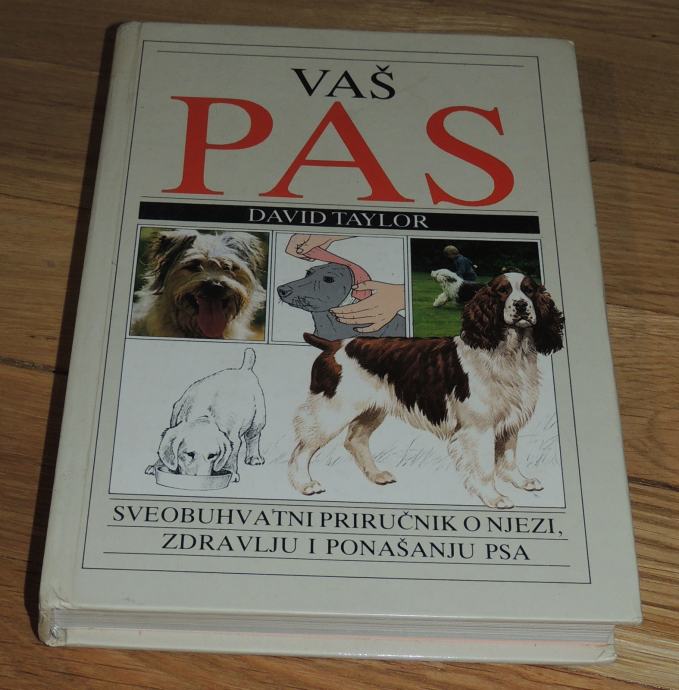 VAŠ
PAS
DAVID TAYLOR
SVEOBUHVATNI PRIRUČNIK O NJEZI,
ZDRAVLJU I PONAŠANJU PSA